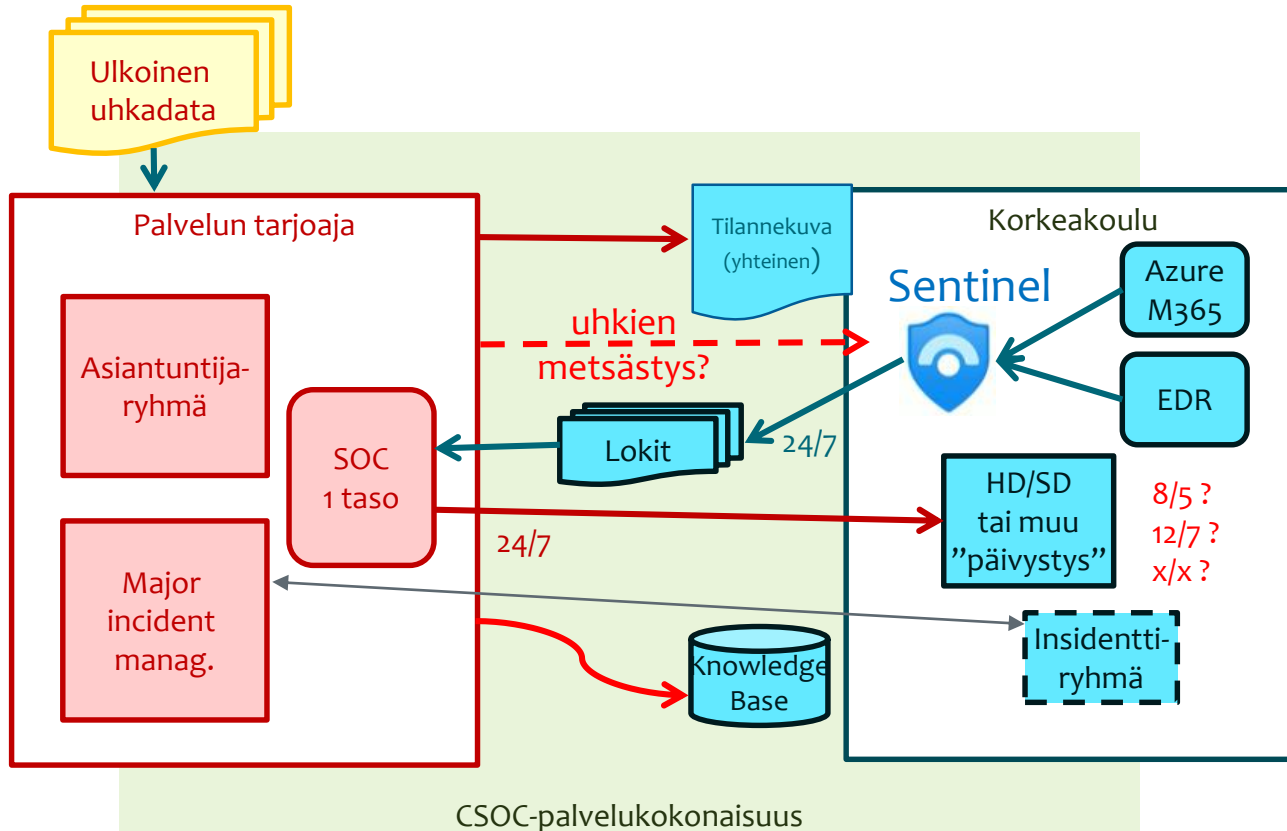 Ulkoinen
uhkadata
Palvelun tarjoaja
Asiantuntija-
ryhmä
SOC
1 taso
Major
incident
manag.
Tilannekuva
(yhteinen)
uhkien
metsästys?
Lokit
24/7
24/7
Knowledge
Base
Korkeakoulu
Sentinel
Azure
M365
EDR
HD/SD
tai muu
”päivystys”
8/5 ?
12/7 ?
x/x ?
Insidentti-
ryhmä
CSOC-palvelukokonaisuus